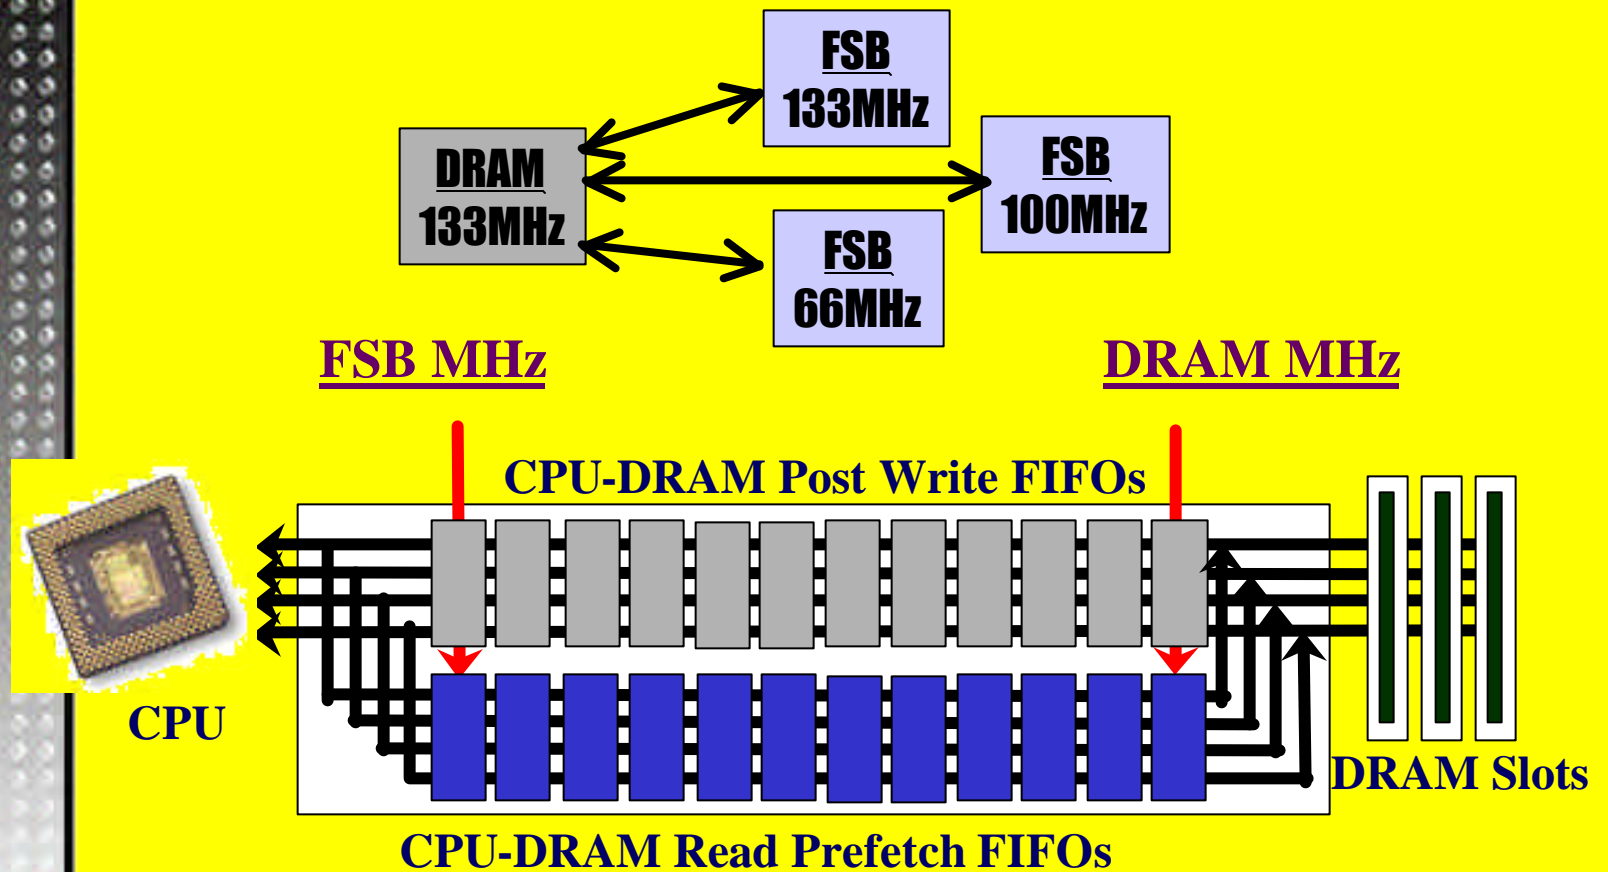 FSB
133MHz
DRAM
133MHz
FSB
100MHz
FSB
66MHz
FSB MHz
DRAM MHz
CPU-DRAM Post Write FIFOs
CPU
DRAM Slots
CPU-DRAM Read Prefetch FIFOs